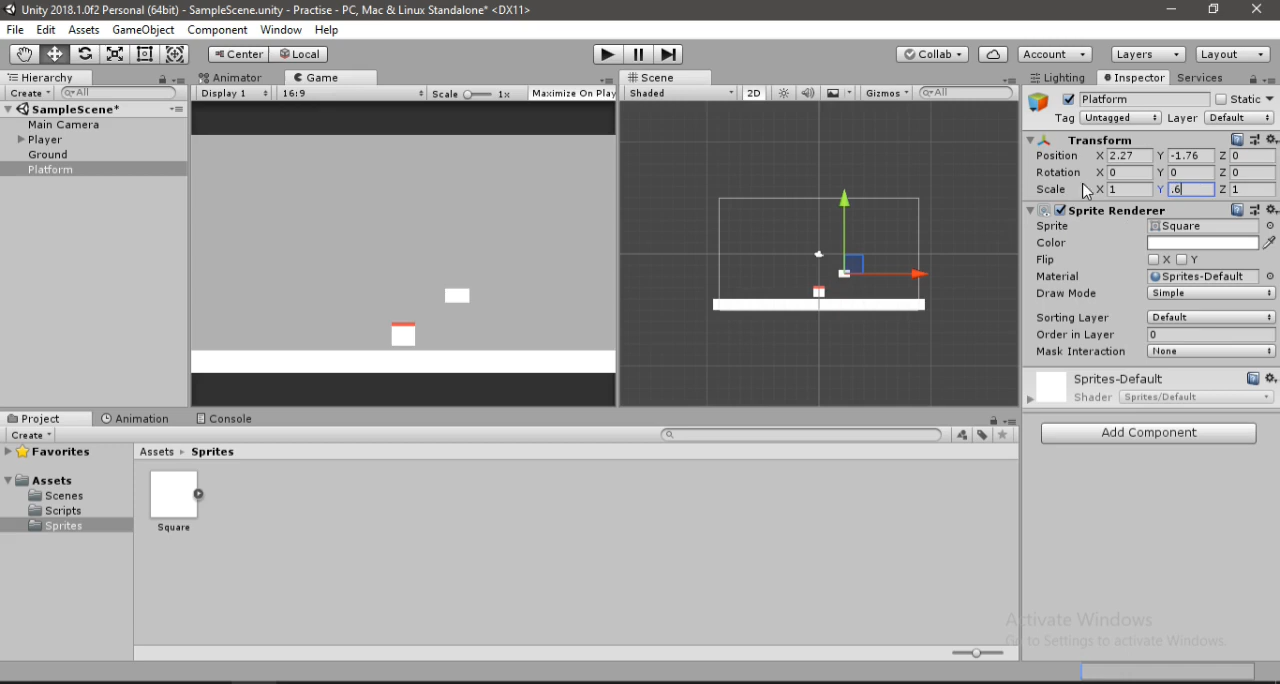 Unity 2018.1.0f2 Personal (64bit) - SampleScene.unity - Practise - PC, Mac & Linux Standalone* <DX11>
File Edit Assets GameObject Component Window Help
Center Local Collab Account Layers Layout
Hierarchy Animator Game Scene Lighting Inspector Services
Create All Display 1 16:9 Scale 1x Maximize On Play Shaded 2D Gizmos All
SampleScene*
Main Camera
Player
Ground
Platform
Platform Static
Tag Untagged Layer Default
Transform
Position X 2.27 Y -1.76 Z 0
Rotation X 0 Y 0 Z 0
Scale X 1 Y .6 Z 1
Sprite Renderer
Sprite Square
Color
Flip X Y
Material Sprites-Default
Draw Mode Simple
Sorting Layer Default
Order in Layer 0
Mask Interaction None
Sprites-Default
Shader Sprites/Default
Add Component
Project Animation Console
Create
Favorites
Assets
Scenes
Scripts
Sprites
Assets Sprites
Square
Activate Windows
Go to Settings to activate Windows.